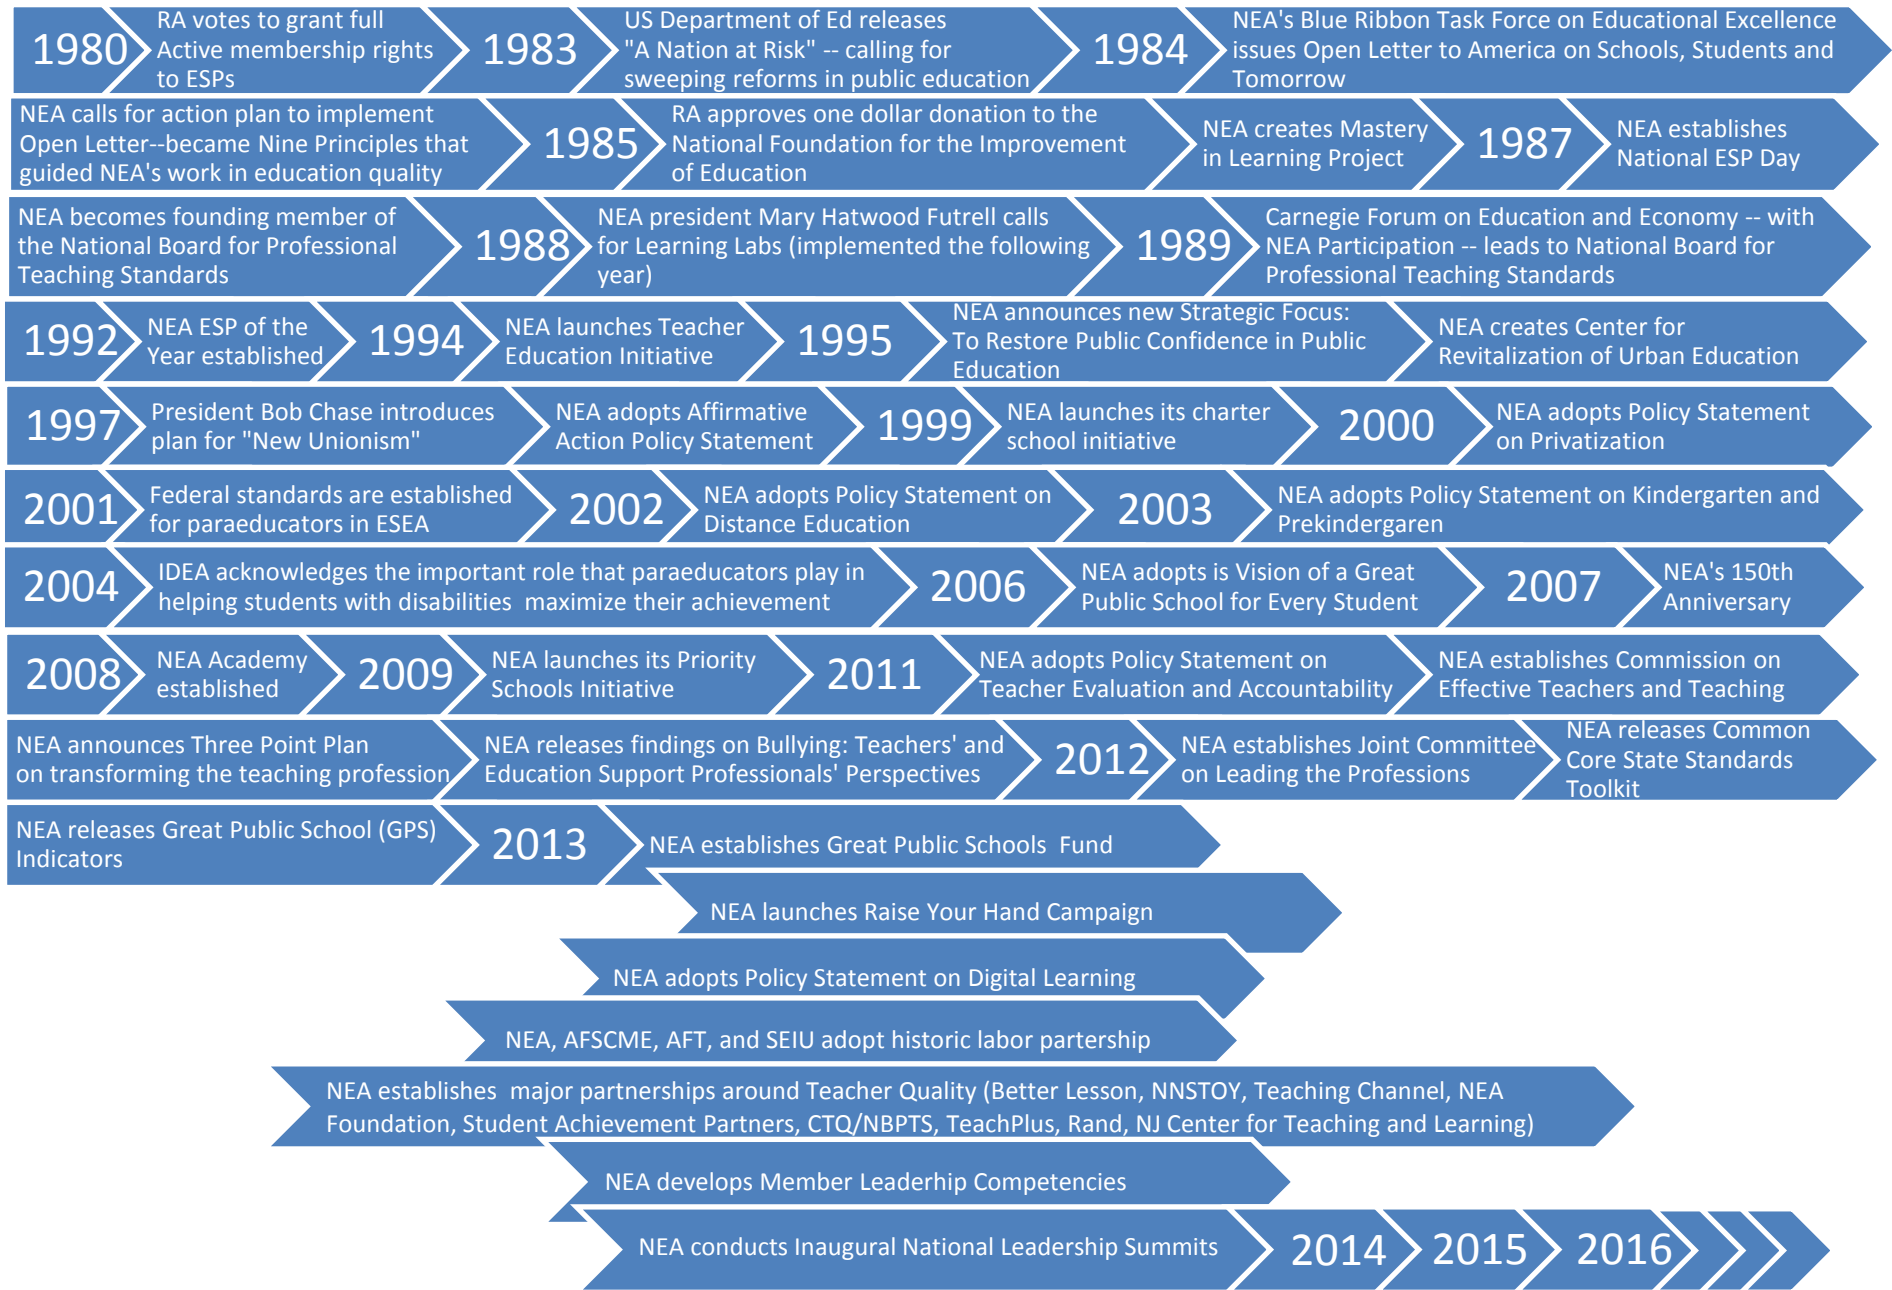 1980
RA votes to grant full
Active membership rights
to ESPs
1983
US Department of Ed releases
"A Nation at Risk" -- calling for
sweeping reforms in public education
1984
NEA's Blue Ribbon Task Force on Educational Excellence
issues Open Letter to America on Schools, Students and
Tomorrow
NEA calls for action plan to implement
Open Letter--became Nine Principles that
guided NEA's work in education quality
1985
RA approves one dollar donation to the
National Foundation for the Improvement
of Education
NEA creates Mastery
in Learning Project
1987
NEA establishes
National ESP Day
NEA becomes founding member of
the National Board for Professional
Teaching Standards
1988
NEA president Mary Hatwood Futrell calls
for Learning Labs (implemented the following
year)
1989
Carnegie Forum on Education and Economy -- with
NEA Participation -- leads to National Board for
Professional Teaching Standards
1992
NEA ESP of the
Year established
1994
NEA launches Teacher
Education Initiative
1995
NEA announces new Strategic Focus:
To Restore Public Confidence in Public
Education
NEA creates Center for
Revitalization of Urban Education
1997
President Bob Chase introduces
plan for "New Unionism"
NEA adopts Affirmative
Action Policy Statement
1999
NEA launches its charter
school initiative
2000
NEA adopts Policy Statement
on Privatization
2001
Federal standards are established
for paraeducators in ESEA
2002
NEA adopts Policy Statement on
Distance Education
2003
NEA adopts Policy Statement on Kindergarten and
Prekindergaren
2004
IDEA acknowledges the important role that paraeducators play in
helping students with disabilities maximize their achievement
2006
NEA adopts is Vision of a Great
Public School for Every Student
2007
NEA's 150th
Anniversary
2008
NEA Academy
established
2009
NEA launches its Priority
Schools Initiative
2011
NEA adopts Policy Statement on
Teacher Evaluation and Accountability
NEA establishes Commission on
Effective Teachers and Teaching
NEA announces Three Point Plan
on transforming the teaching profession
NEA releases findings on Bullying: Teachers' and
Education Support Professionals' Perspectives
2012
NEA establishes Joint Committee
on Leading the Professions
NEA releases Common
Core State Standards
Toolkit
NEA releases Great Public School (GPS)
Indicators
2013
NEA establishes Great Public Schools Fund
NEA launches Raise Your Hand Campaign
NEA adopts Policy Statement on Digital Learning
NEA, AFSCME, AFT, and SEIU adopt historic labor partership
NEA establishes major partnerships around Teacher Quality (Better Lesson, NNSTOY, Teaching Channel, NEA
Foundation, Student Achievement Partners, CTQ/NBPTS, TeachPlus, Rand, NJ Center for Teaching and Learning)
NEA develops Member Leaderhip Competencies
NEA conducts Inaugural National Leadership Summits
2014
2015
2016